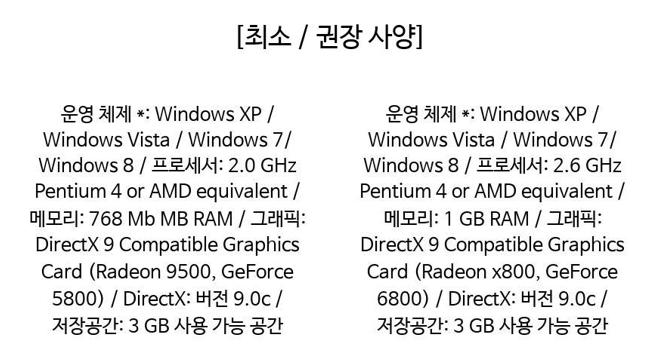 [최소 / 권장 사양]
운영 체제 *: Windows XP /
Windows Vista / Windows 7/
Windows 8 / 프로세서: 2.0 GHz
Pentium 4 or AMD equivalent /
메모리: 768 Mb MB RAM / 그래픽:
DirectX 9 Compatible Graphics
Card (Radeon 9500, GeForce
5800) / DirectX: 버전 9.0c /
저장공간: 3 GB 사용 가능 공간
운영 체제 *: Windows XP /
Windows Vista / Windows 7/
Windows 8 / 프로세서: 2.6 GHz
Pentium 4 or AMD equivalent /
메모리: 1 GB RAM / 그래픽:
DirectX 9 Compatible Graphics
Card (Radeon x800, GeForce
6800) / DirectX: 버전 9.0c /
저장공간: 3 GB 사용 가능 공간